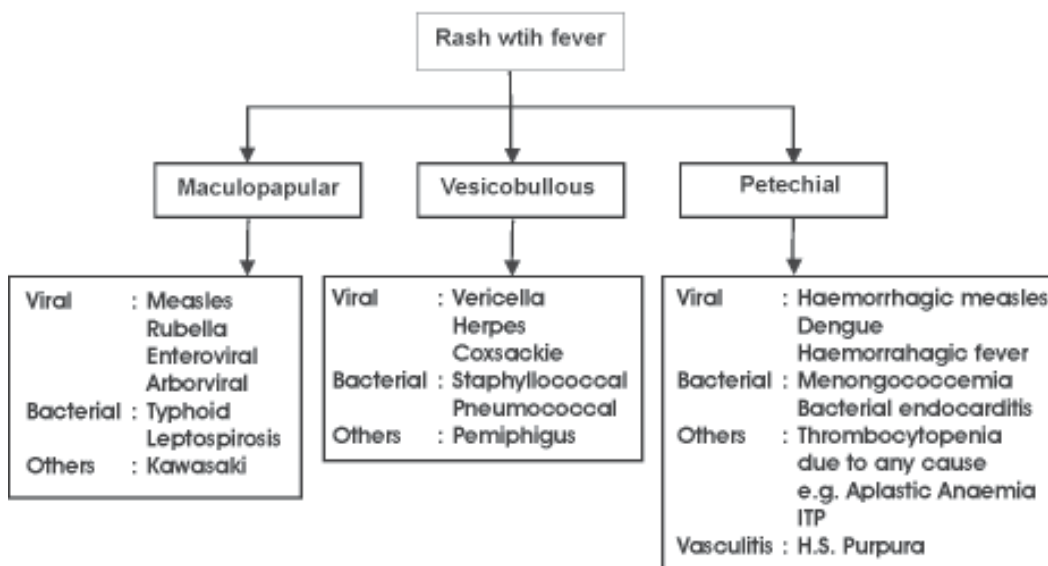 Rash wtih fever
Maculopapular
Vesicobullous
Petechial
Viral : Measles
Rubella
Enteroviral
Arborviral
Bacterial : Typhoid
Leptospirosis
Others : Kawasaki
Viral : Vericella
Herpes
Coxsackie
Bacterial : Staphyllococcal
Pneumococcal
Others : Pemiphigus
Viral : Haemorrhagic measles
Dengue
Haemorrahagic fever
Bacterial : Menongococcemia
Bacterial endocarditis
Others : Thrombocytopenia
due to any cause
e.g. Aplastic Anaemia
ITP
Vasculitis : H.S. Purpura